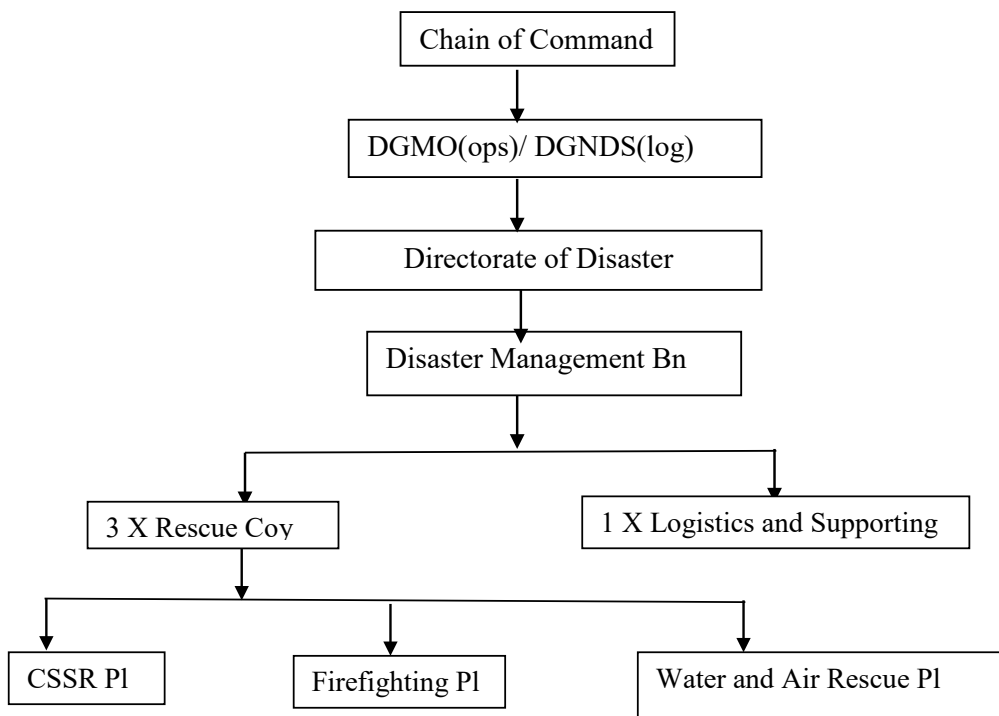 Chain of Command
DGMO(ops)/ DGNDS(log)
Directorate of Disaster
Disaster Management Bn
3 X Rescue Coy
1 X Logistics and Supporting
CSSR Pl
Firefighting Pl
Water and Air Rescue Pl